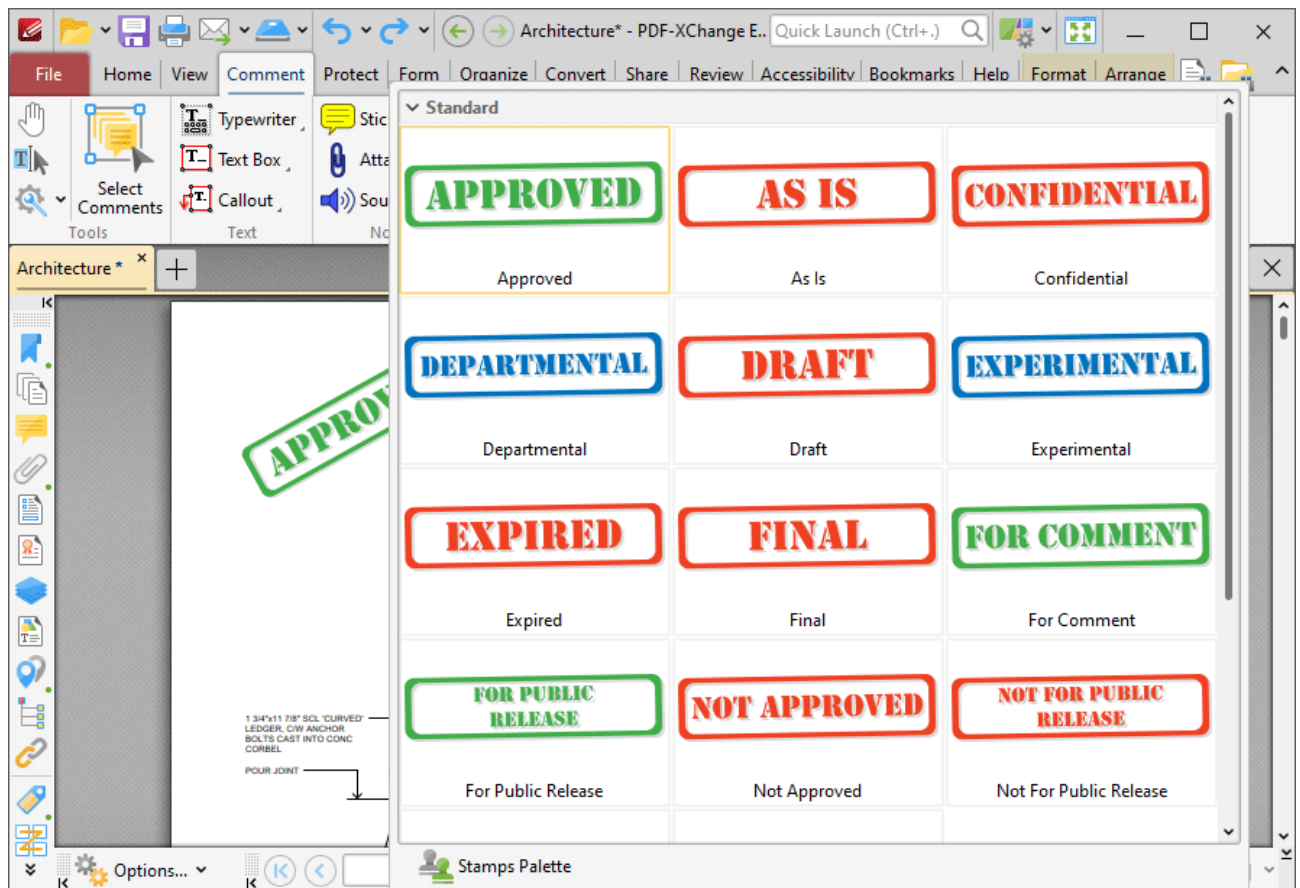 Architecture* - PDF-XChange E..
Quick Launch (Ctrl+.)
File Home View Comment Protect Form Organize Convert Share Review Accessibility Bookmarks Help Format Arrange
Typewriter
Text Box
Callout
Select
Comments
Tools
Text
Stic
Atta
Sou
No
Architecture *
Standard
APPROVED
AS IS
CONFIDENTIAL
Approved
As Is
Confidential
DEPARTMENTAL
DRAFT
EXPERIMENTAL
Departmental
Draft
Experimental
EXPIRED
FINAL
FOR COMMENT
Expired
Final
For Comment
FOR PUBLIC
RELEASE
NOT APPROVED
NOT FOR PUBLIC
RELEASE
For Public Release
Not Approved
Not For Public Release
Stamps Palette
APPROV
1 3/4"x11 7/8" SCL 'CURVED'
LEDGER, C/W ANCHOR
BOLTS CAST INTO CONC
CORBEL
POUR JOINT
Options...